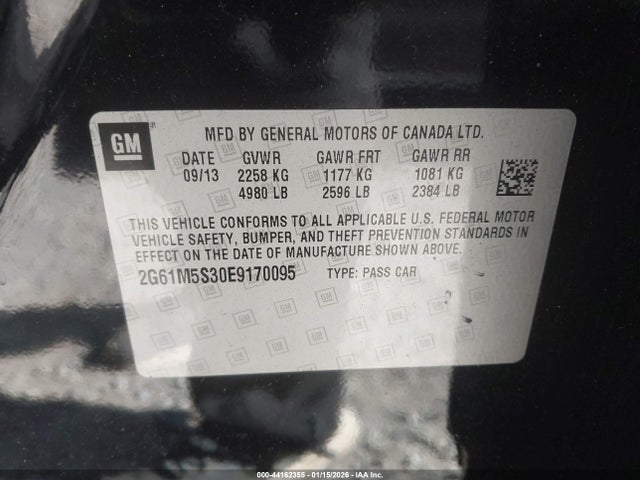 GM
MFD BY GENERAL MOTORS OF CANADA LTD.
DATE GVWR GAWR FRT GAWR RR
09/13 2258 KG 1177 KG 1081 KG
4980 LB 2596 LB 2384 LB
THIS VEHICLE CONFORMS TO ALL APPLICABLE U.S. FEDERAL MOTOR
VEHICLE SAFETY, BUMPER, AND THEFT PREVENTION STANDARDS IN
EFFECT ON THE DATE OF MANUFACTURE SHOWN ABOVE.
2G61M5S30E9170095 TYPE: PASS CAR
000-44162355 - 01/15/2026 - IAA Inc.